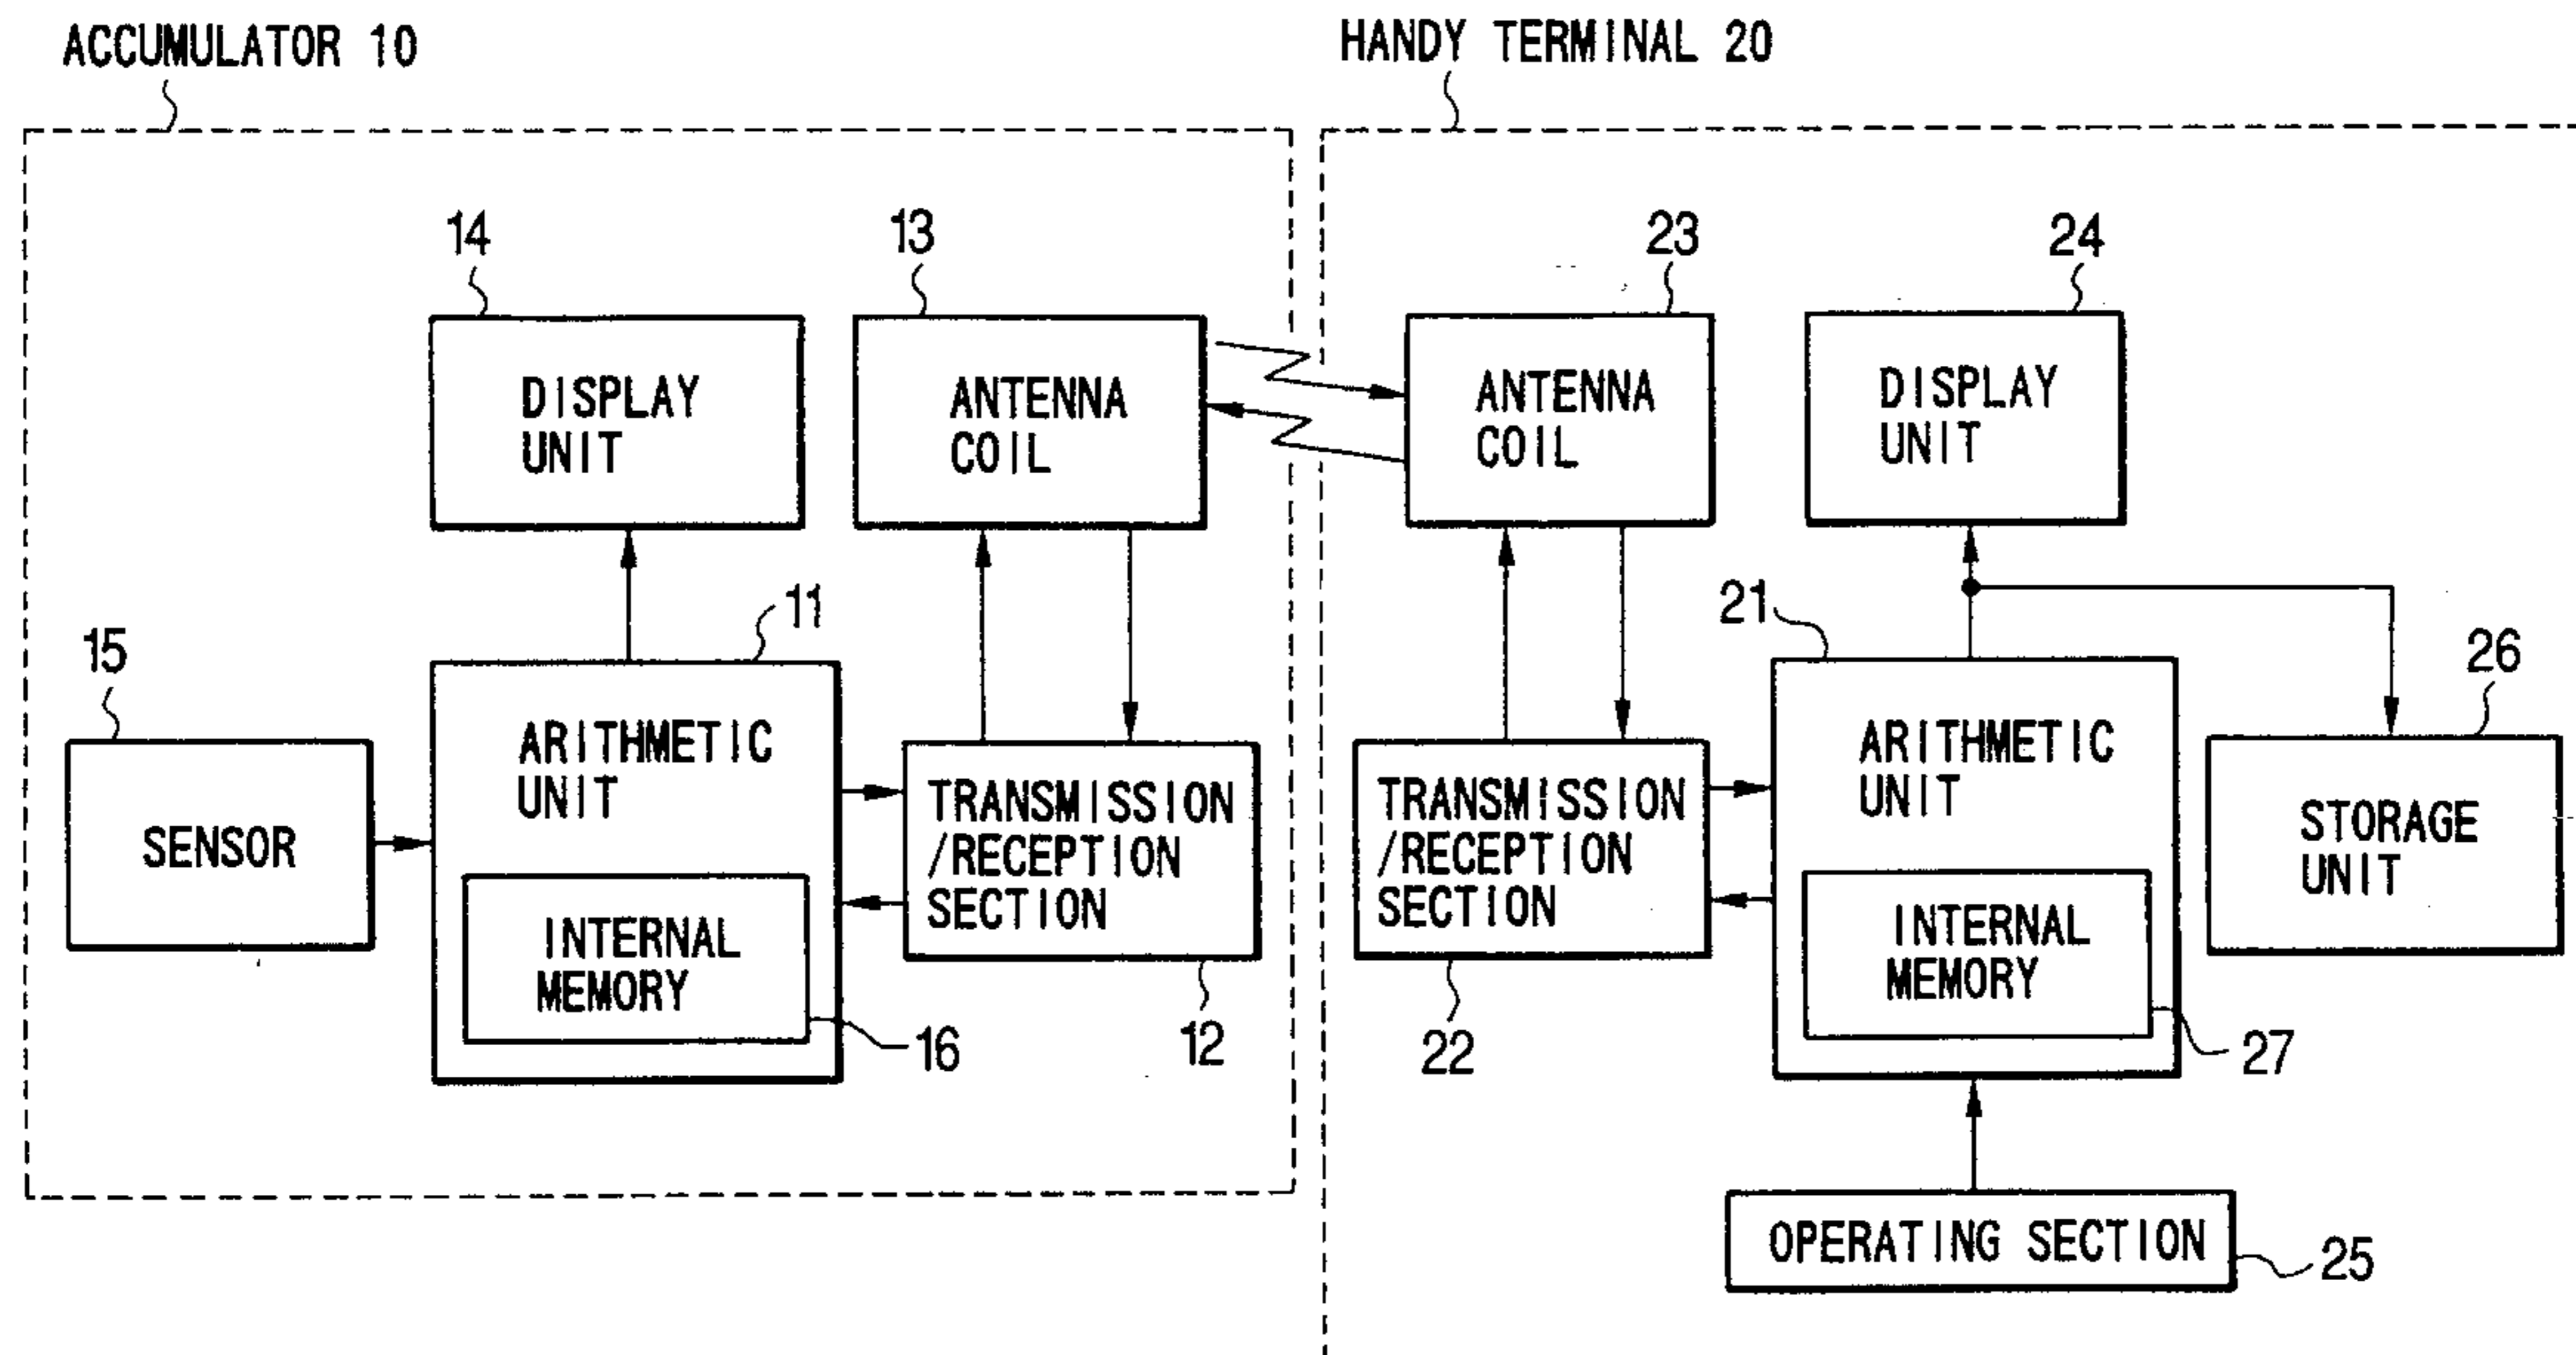 ACCUMULATOR 10
HANDY TERMINAL 20
14
13
23
24
DISPLAY
UNIT
ANTENNA
COIL
ANTENNA
COIL
DISPLAY
UNIT
15
11
21
26
SENSOR
ARITHMETIC
UNIT
INTERNAL
MEMORY
16
TRANSMISSION
/RECEPTION
SECTION
12
TRANSMISSION
/RECEPTION
SECTION
22
ARITHMETIC
UNIT
INTERNAL
MEMORY
27
STORAGE
UNIT
OPERATING SECTION
25